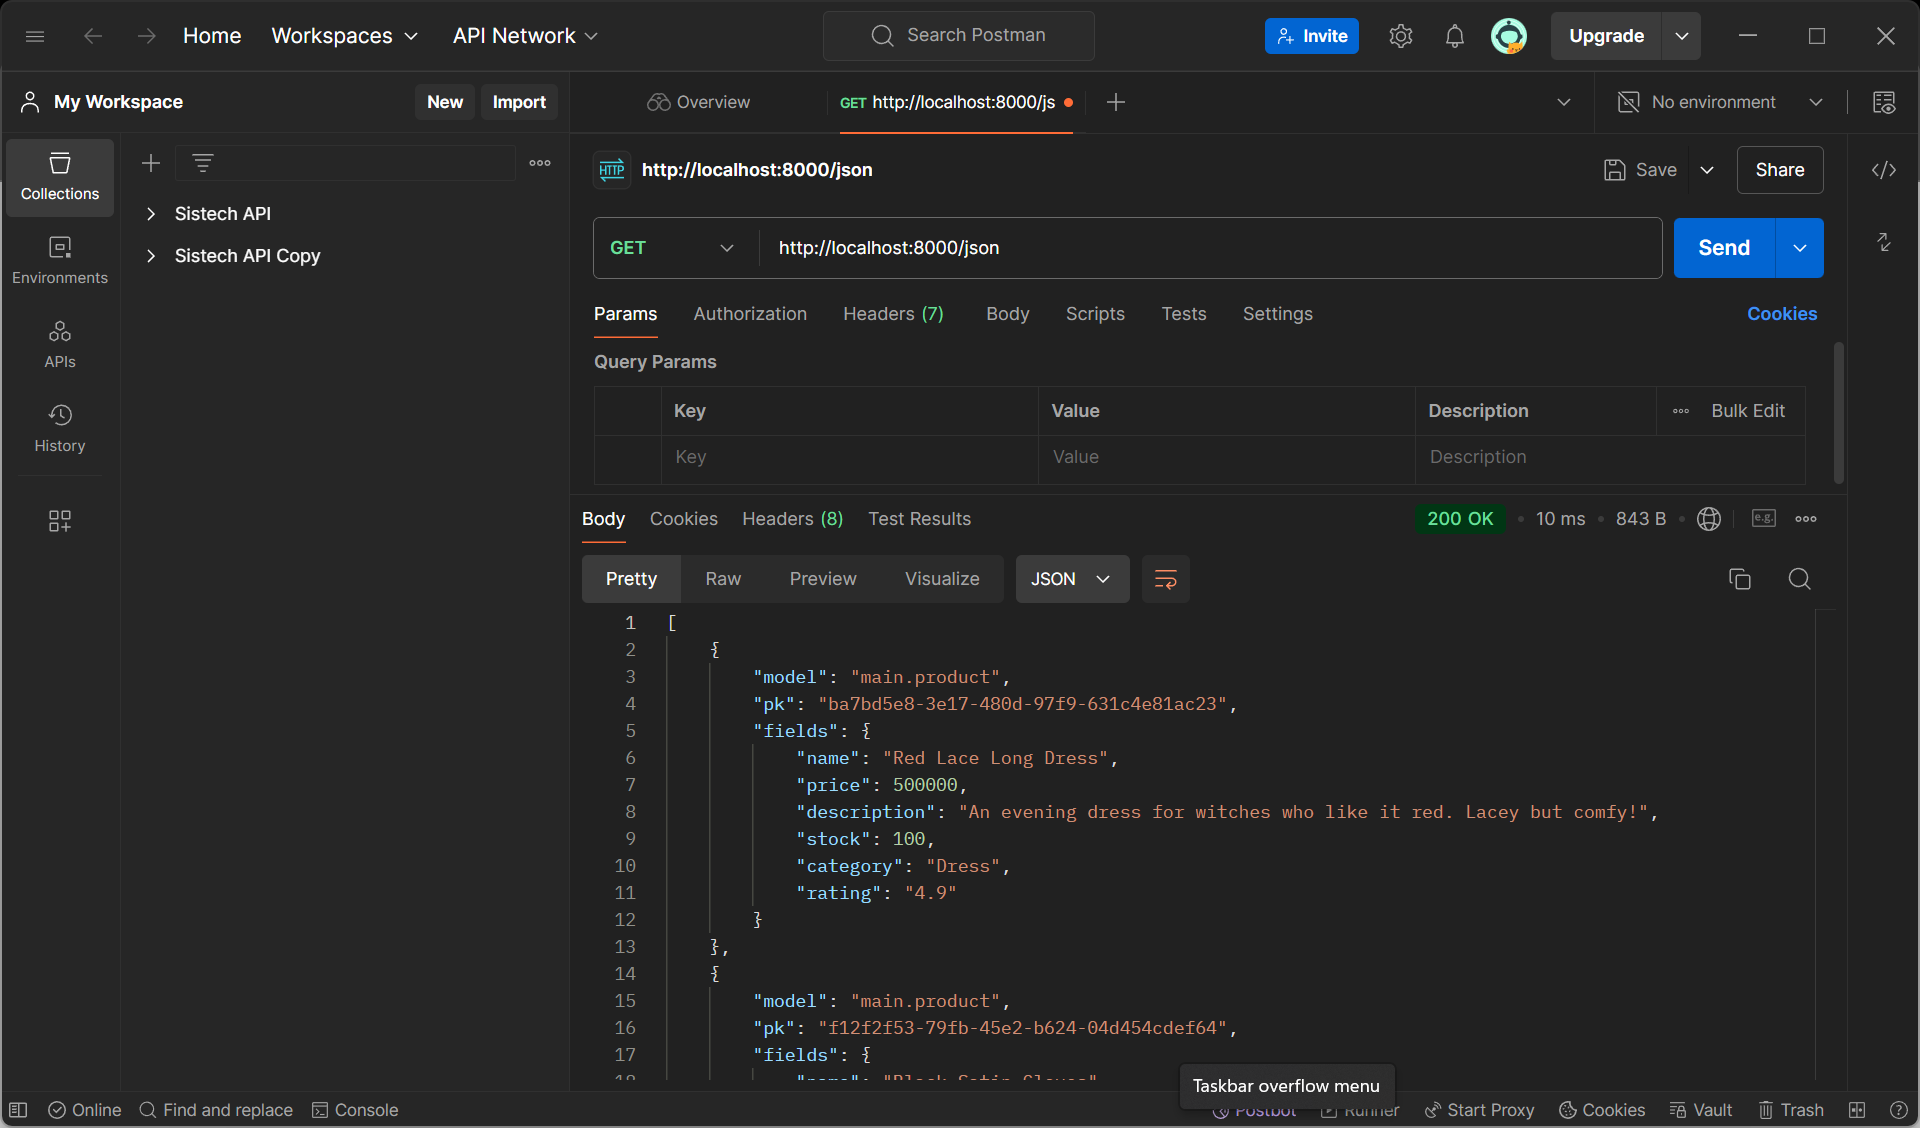 Home
Workspaces
API Network
Search Postman
Invite
Upgrade
My Workspace
New
Import
Overview
GET http://localhost:8000/js
No environment
Collections
Environments
APIs
History
Sistech API
Sistech API Copy
HTTP
http://localhost:8000/json
Save
Share
GET
http://localhost:8000/json
Send
Params
Authorization
Headers (7)
Body
Scripts
Tests
Settings
Cookies
Query Params
Key
Value
Description
Bulk Edit
Key
Value
Description
Body
Cookies
Headers (8)
Test Results
200 OK
10 ms
843 B
e.g.
Pretty
Raw
Preview
Visualize
JSON
1 [
2 {
3 "model": "main.product",
4 "pk": "ba7bd5e8-3e17-480d-97f9-631c4e81ac23",
5 "fields": {
6 "name": "Red Lace Long Dress",
7 "price": 500000,
8 "description": "An evening dress for witches who like it red. Lacey but comfy!",
9 "stock": 100,
10 "category": "Dress",
11 "rating": "4.9"
12 }
13 },
14 {
15 "model": "main.product",
16 "pk": "f12f2f53-79fb-45e2-b624-04d454cdef64",
17 "fields": {
18 "name": "Black Satin Gloves"
Taskbar overflow menu
Online
Find and replace
Console
Postbot
Runner
Start Proxy
Cookies
Vault
Trash